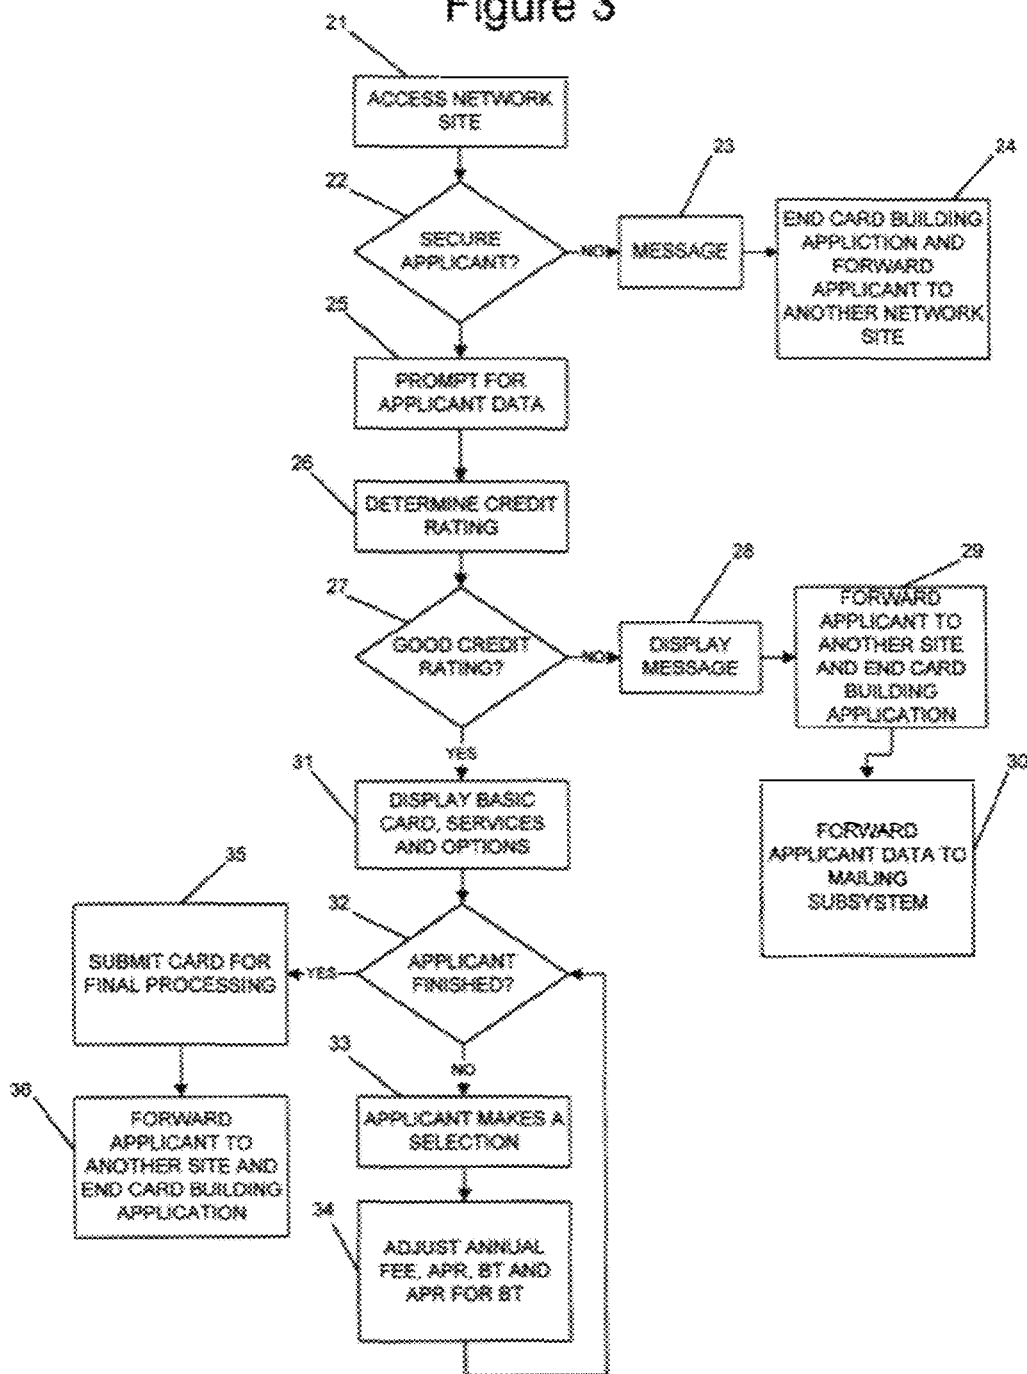 Figure 3
21
ACCESS NETWORK
SITE
22
SECURE
APPLICANT?
NO
23
MESSAGE
24
END CARD BUILDING
APPLICTION AND
FORWARD
APPLICANT TO
ANOTHER NETWORK
SITE
25
PROMPT FOR
APPLICANT DATA
26
DETERMINE CREDIT
RATING
27
GOOD CREDIT
RATING?
NO
28
DISPLAY
MESSAGE
29
FORWARD
APPLICANT TO
ANOTHER SITE
AND END CARD
BUILDING
APPLICATION
YES
30
FORWARD
APPLICANT DATA TO
MAILING
SUBSYSTEM
31
DISPLAY BASIC
CARD, SERVICES
AND OPTIONS
32
APPLICANT
FINISHED?
YES
35
SUBMIT CARD FOR
FINAL PROCESSING
36
FORWARD
APPLICANT TO
ANOTHER SITE AND
END CARD BUILDING
APPLICATION
NO
33
APPLICANT MAKES A
SELECTION
34
ADJUST ANNUAL
FEE, APR, BT AND
APR FOR BT